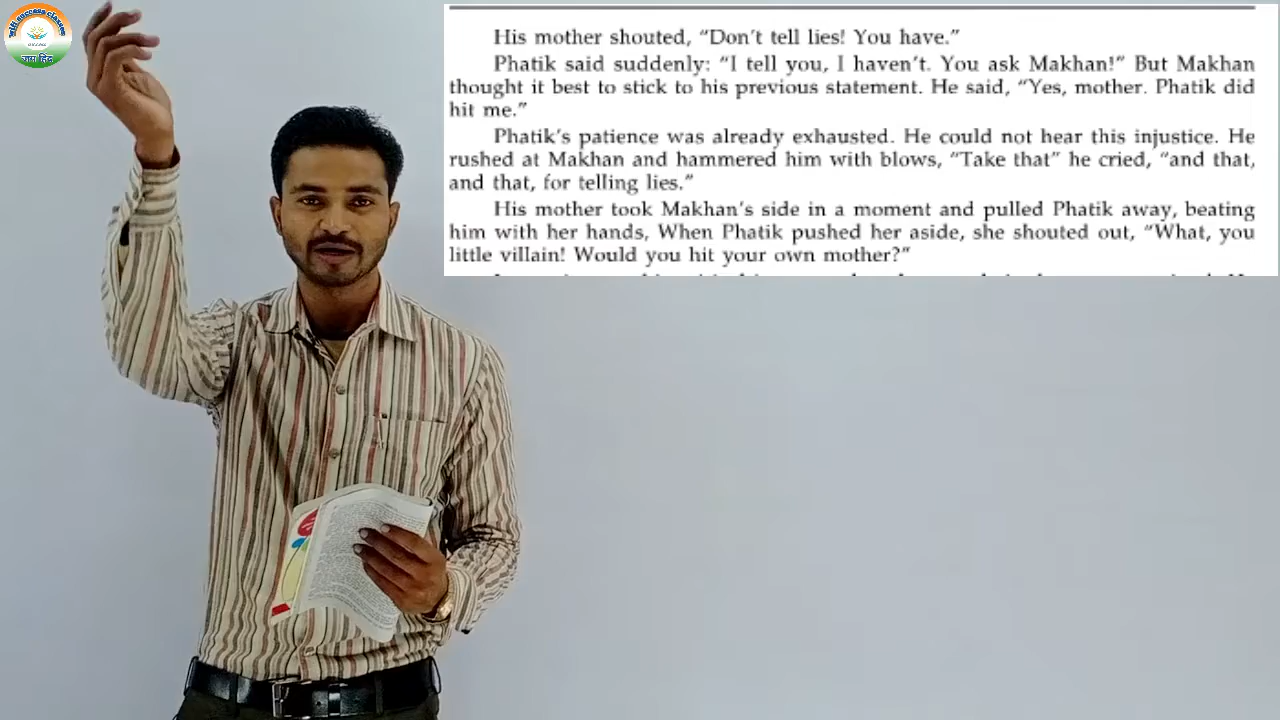 self success classes
SUCCESS
जय हिंद
His mother shouted, “Don't tell lies! You have.”
Phatik said suddenly: “I tell you, I haven't. You ask Makhan!” But Makhan
thought it best to stick to his previous statement. He said, “Yes, mother. Phatik did
hit me.”
Phatik's patience was already exhausted. He could not hear this injustice. He
rushed at Makhan and hammered him with blows, “Take that” he cried, “and that,
and that, for telling lies.”
His mother took Makhan's side in a moment and pulled Phatik away, beating
him with her hands, When Phatik pushed her aside, she shouted out, “What, you
little villain! Would you hit your own mother?”